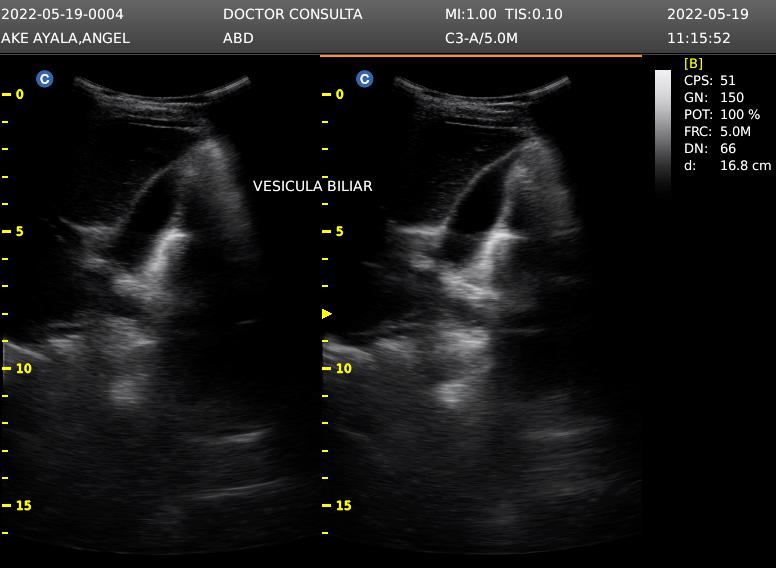 2022-05-19-0004 DOCTOR CONSULTA MI:1.00 TIS:0.10 2022-05-19
AKE AYALA,ANGEL ABD C3-A/5.0M 11:15:52
C C
[B]
CPS: 51
GN: 150
POT: 100 %
FRC: 5.0M
DN: 66
d: 16.8 cm
0 0
VESICULA BILIAR
5 5
10 10
15 15